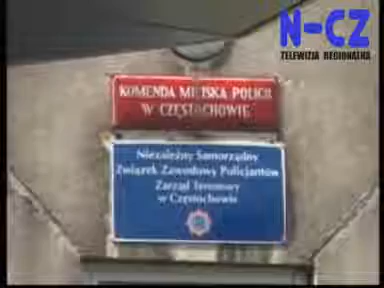 N-CZ
TELEWIZJA REGIONALNA
KOMENDA MIEJSKA POLICJI
W CZĘSTOCHOWIE
Niezależny Samorządny
Związek Zawodowy Policjantów
Zarząd Terenowy
w Częstochowie